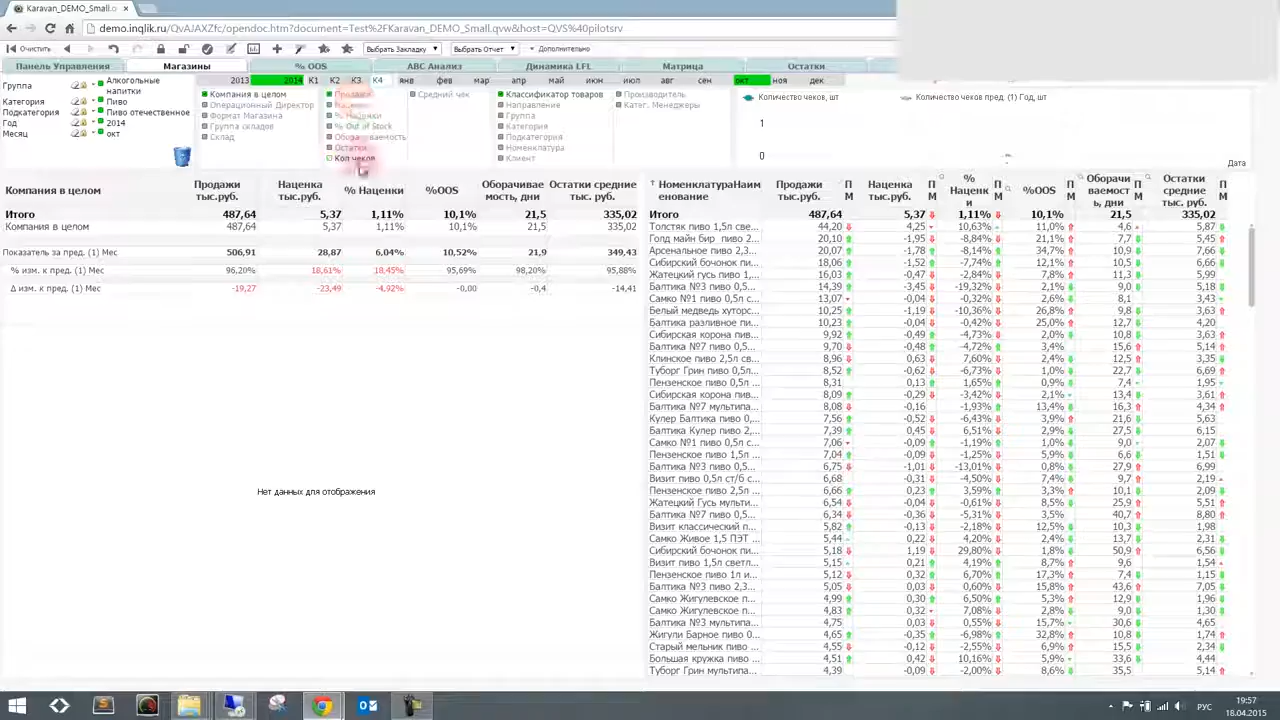 Karavan_DEMO_Small.qvw
demo.inqlik.ru/QvAJAXZfc/opendoc.htm?document=Test%2FKaravan_DEMO_Small.qvw&host=QVS%40pilotsrv
Очистить
Выбрать Закладку
Выбрать Отчет
Дополнительно
Панель Управления Магазины % OOS ABC Анализ Динамика LFL Матрица Остатки
2013 2014 K1 K2 K3 K4 янв фев мар апр май июн июл авг сен окт ноя дек
Группа Алкогольные напитки
Категория Пиво
Подкатегория Пиво отечественное
Год 2014
Месяц окт
Компания в целом
Операционный Директор
Формат Магазина
Группа складов
Склад
Продажи
% Наценки
% Out of Stock
Остатки
Кол чеков
Средний чек
Классификатор товаров
Направление
Группа
Категория
Подкатегория
Номенклатура
Клиент
Производитель
Катег. Менеджеры
Количество чеков, шт
Количество чеков пред. (1) Год, шт
1
0
Дата
Компания в целом Продажи тыс.руб. Наценка тыс.руб. % Наценки %OOS Оборачиваемость, дни Остатки средние тыс. руб.
Итого 487,64 5,37 1,11% 10,1% 21,5 335,02
Компания в целом 487,64 5,37 1,11% 10,1% 21,5 335,02
Показатель за пред. (1) Мес 506,91 28,87 6,04% 10,52% 21,9 349,43
% изм. к пред. (1) Мес 96,20% 18,61% 18,45% 95,69% 98,20% 95,88%
Δ изм. к пред. (1) Мес -19,27 -23,49 -4,92% -0,00 -0,4 -14,41
Нет данных для отображения
НоменклатураНаименование Продажи тыс.руб. ПМ Наценка тыс.руб. ПМ % Наценки ПМ %OOS ПМ Оборачиваемость, дни ПМ Остатки средние тыс. руб. ПМ
Итого 487,64 5,37 1,11% 10,1% 21,5 335,02
Толстяк пиво 1,5л све... 44,20 4,25 10,63% 11,0% 4,6 5,87
Голд майн бир пиво 2... 20,10 -1,95 -8,84% 21,1% 7,7 5,45
Арсенальное пиво 2,3... 20,07 -1,78 -8,14% 34,7% 10,9 7,66
Сибирский бочонок пи... 18,06 -1,52 -7,74% 12,1% 10,5 6,66
Жатецкий гусь пиво 1,... 16,03 -0,47 -2,84% 7,8% 11,3 5,99
Балтика №3 пиво 0,5... 14,39 -3,45 -19,32% 2,1% 9,0 5,18
Самко №1 пиво 0,5л с... 13,07 -0,04 -0,32% 2,6% 8,1 3,43
Белый медведь хуторс... 10,25 -1,19 -10,36% 26,8% 9,8 3,63
Балтика разливное пи... 10,23 -0,04 -0,42% 25,0% 12,7 4,20
Сибирская корона пив... 9,92 -0,49 -4,73% 2,0% 10,8 3,63
Балтика №7 пиво 0,5... 9,70 -0,48 -4,72% 3,4% 15,6 5,14
Клинское пиво 2,5л св... 8,96 0,63 7,60% 2,4% 12,5 3,35
Туборг Грин пиво 0,5л... 8,52 -0,62 -6,73% 1,0% 22,7 6,69
Пензенское пиво 0,5л ... 8,31 0,13 1,65% 0,9% 7,4 1,95
Сибирская корона пив... 8,09 -0,29 -3,42% 2,1% 13,4 3,61
Балтика №7 мультипа... 8,08 -0,16 -1,93% 13,4% 16,3 4,34
Кулер Балтика пиво 0,... 7,56 -0,52 -6,43% 3,9% 21,6 5,63
Балтика Кулер пиво 2,... 7,39 0,45 6,51% 2,9% 27,5 6,15
Самко №1 пиво 0,5л с... 7,06 -0,09 -1,19% 1,0% 9,0 2,07
Пензенское пиво 1,5л ... 7,04 -0,09 -1,25% 5,9% 6,6 1,51
Балтика №3 пиво 0,5... 6,75 -1,01 -13,01% 0,8% 27,9 6,99
Визит пиво 0,5л ст/б с... 6,68 -0,31 -4,50% 7,4% 9,7 2,19
Пензенское пиво 2,5л ... 6,66 0,23 3,59% 3,3% 10,1 2,09
Жатецкий Гусь мульти... 6,54 -0,04 -0,61% 8,5% 25,9 5,51
Балтика №7 пиво 0,5... 6,34 -0,36 -5,31% 3,5% 40,7 8,80
Визит классический п... 5,82 -0,13 -2,18% 12,5% 10,3 1,98
Самко Живое 1,5 ПЭТ ... 5,44 0,22 4,20% 2,4% 13,7 2,31
Сибирский бочонок пи... 5,18 1,19 29,80% 1,8% 50,9 6,56
Визит пиво 1,5л светл... 5,15 0,21 4,19% 8,7% 9,6 1,54
Пензенское пиво 1л и... 5,12 0,32 6,70% 17,3% 7,4 1,15
Балтика №3 пиво 2,3... 5,05 0,03 0,60% 15,8% 43,6 7,05
Самко Жигулевское п... 4,99 0,30 6,50% 5,3% 12,9 1,96
Самко Жигулевское п... 4,83 0,32 7,08% 2,8% 9,0 1,30
Балтика №3 мультипа... 4,75 0,03 0,55% 15,7% 30,6 4,65
Жигули Барное пиво 0... 4,65 -0,35 -6,98% 32,8% 10,8 1,74
Старый мельник пиво ... 4,55 -0,12 -2,55% 6,9% 15,5 2,34
Большая кружка пиво ... 4,51 0,42 10,16% 5,9% 33,6 4,44
Туборг Грин пиво 0,5л... 4,39 -0,09 -2,00% 8,6% 35,5 5,14
РУС
19:57
18.04.2015